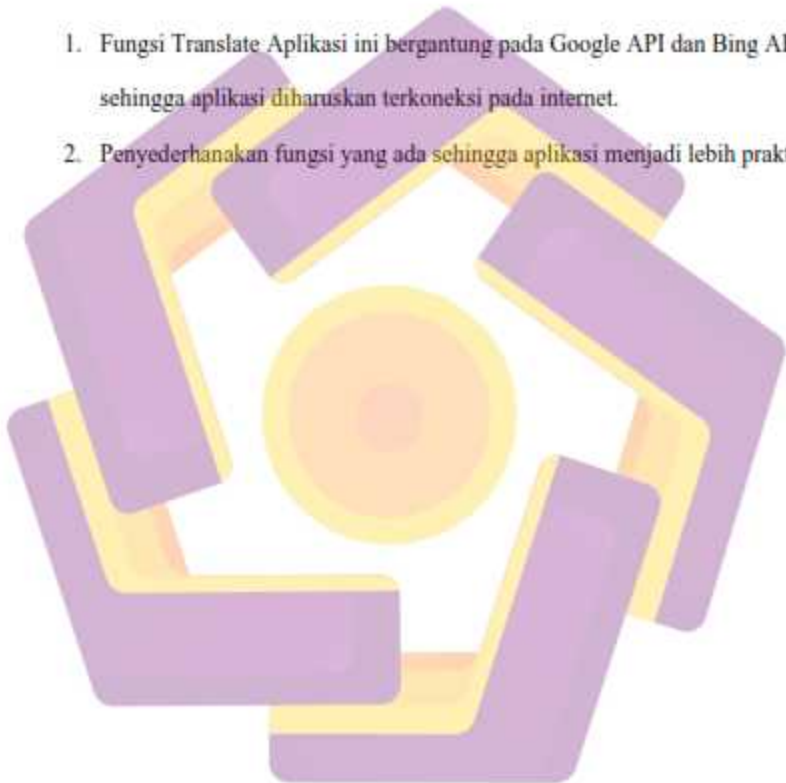 1. Fungsi Translate Aplikasi ini bergantung pada Google API dan Bing
sehingga aplikasi diharuskan terkoneksi pada internet.
2. Penyederhanakan fungsi yang ada sehingga aplikasi menjadi lebih